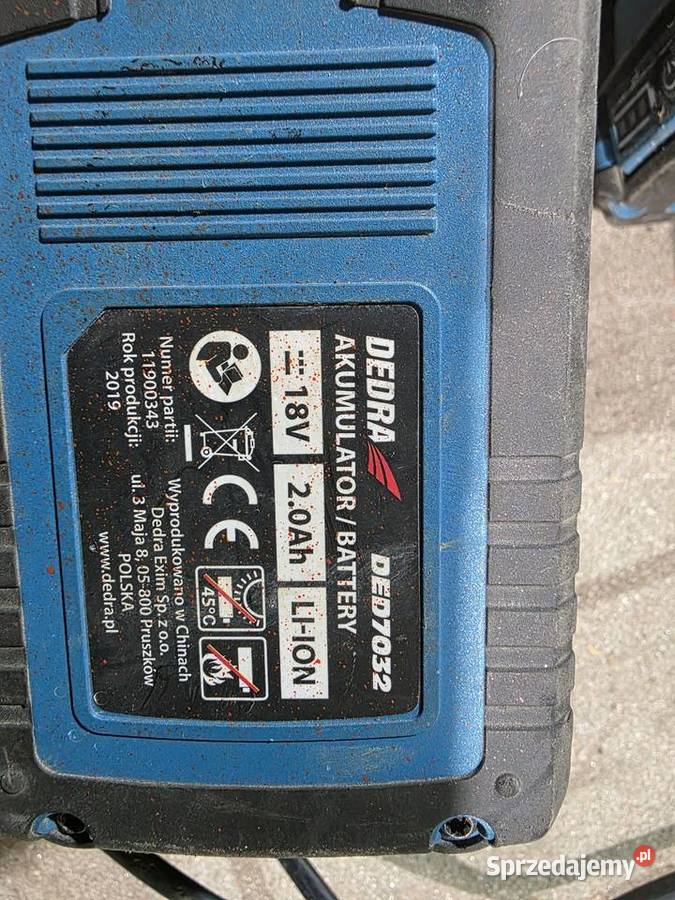 DEDRA DED7032
AKUMULATOR / BATTERY
18V 2.0Ah LI-ION
45°C
Numer partii:
11900343
Rok produkcji:
2019
Wyprodukowano w Chinach
Dedra Exim Sp. z o.o.
ul. 3 Maja 8, 05-800 Pruszków
POLSKA
www.dedra.pl
Sprzedajemy.pl